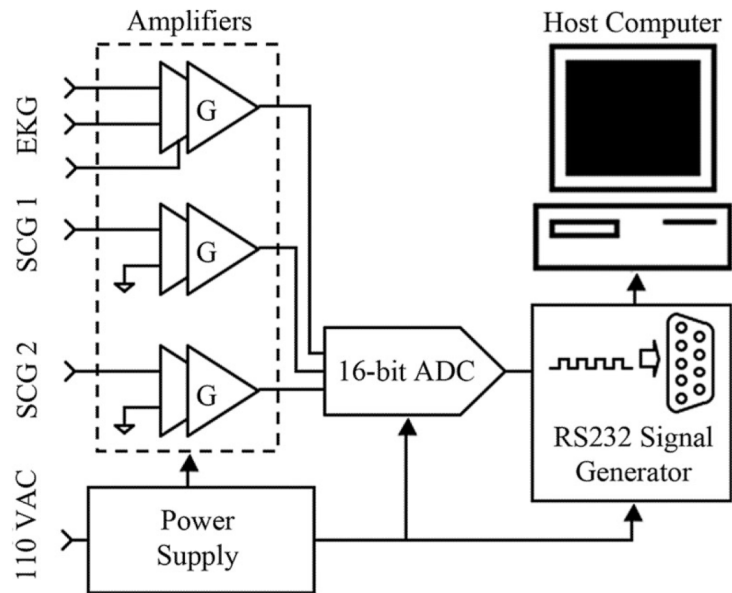 Amplifiers
Host Computer
EKG
G
SCG 1
G
SCG 2
G
16-bit ADC
RS232 Signal
Generator
110 VAC
Power
Supply